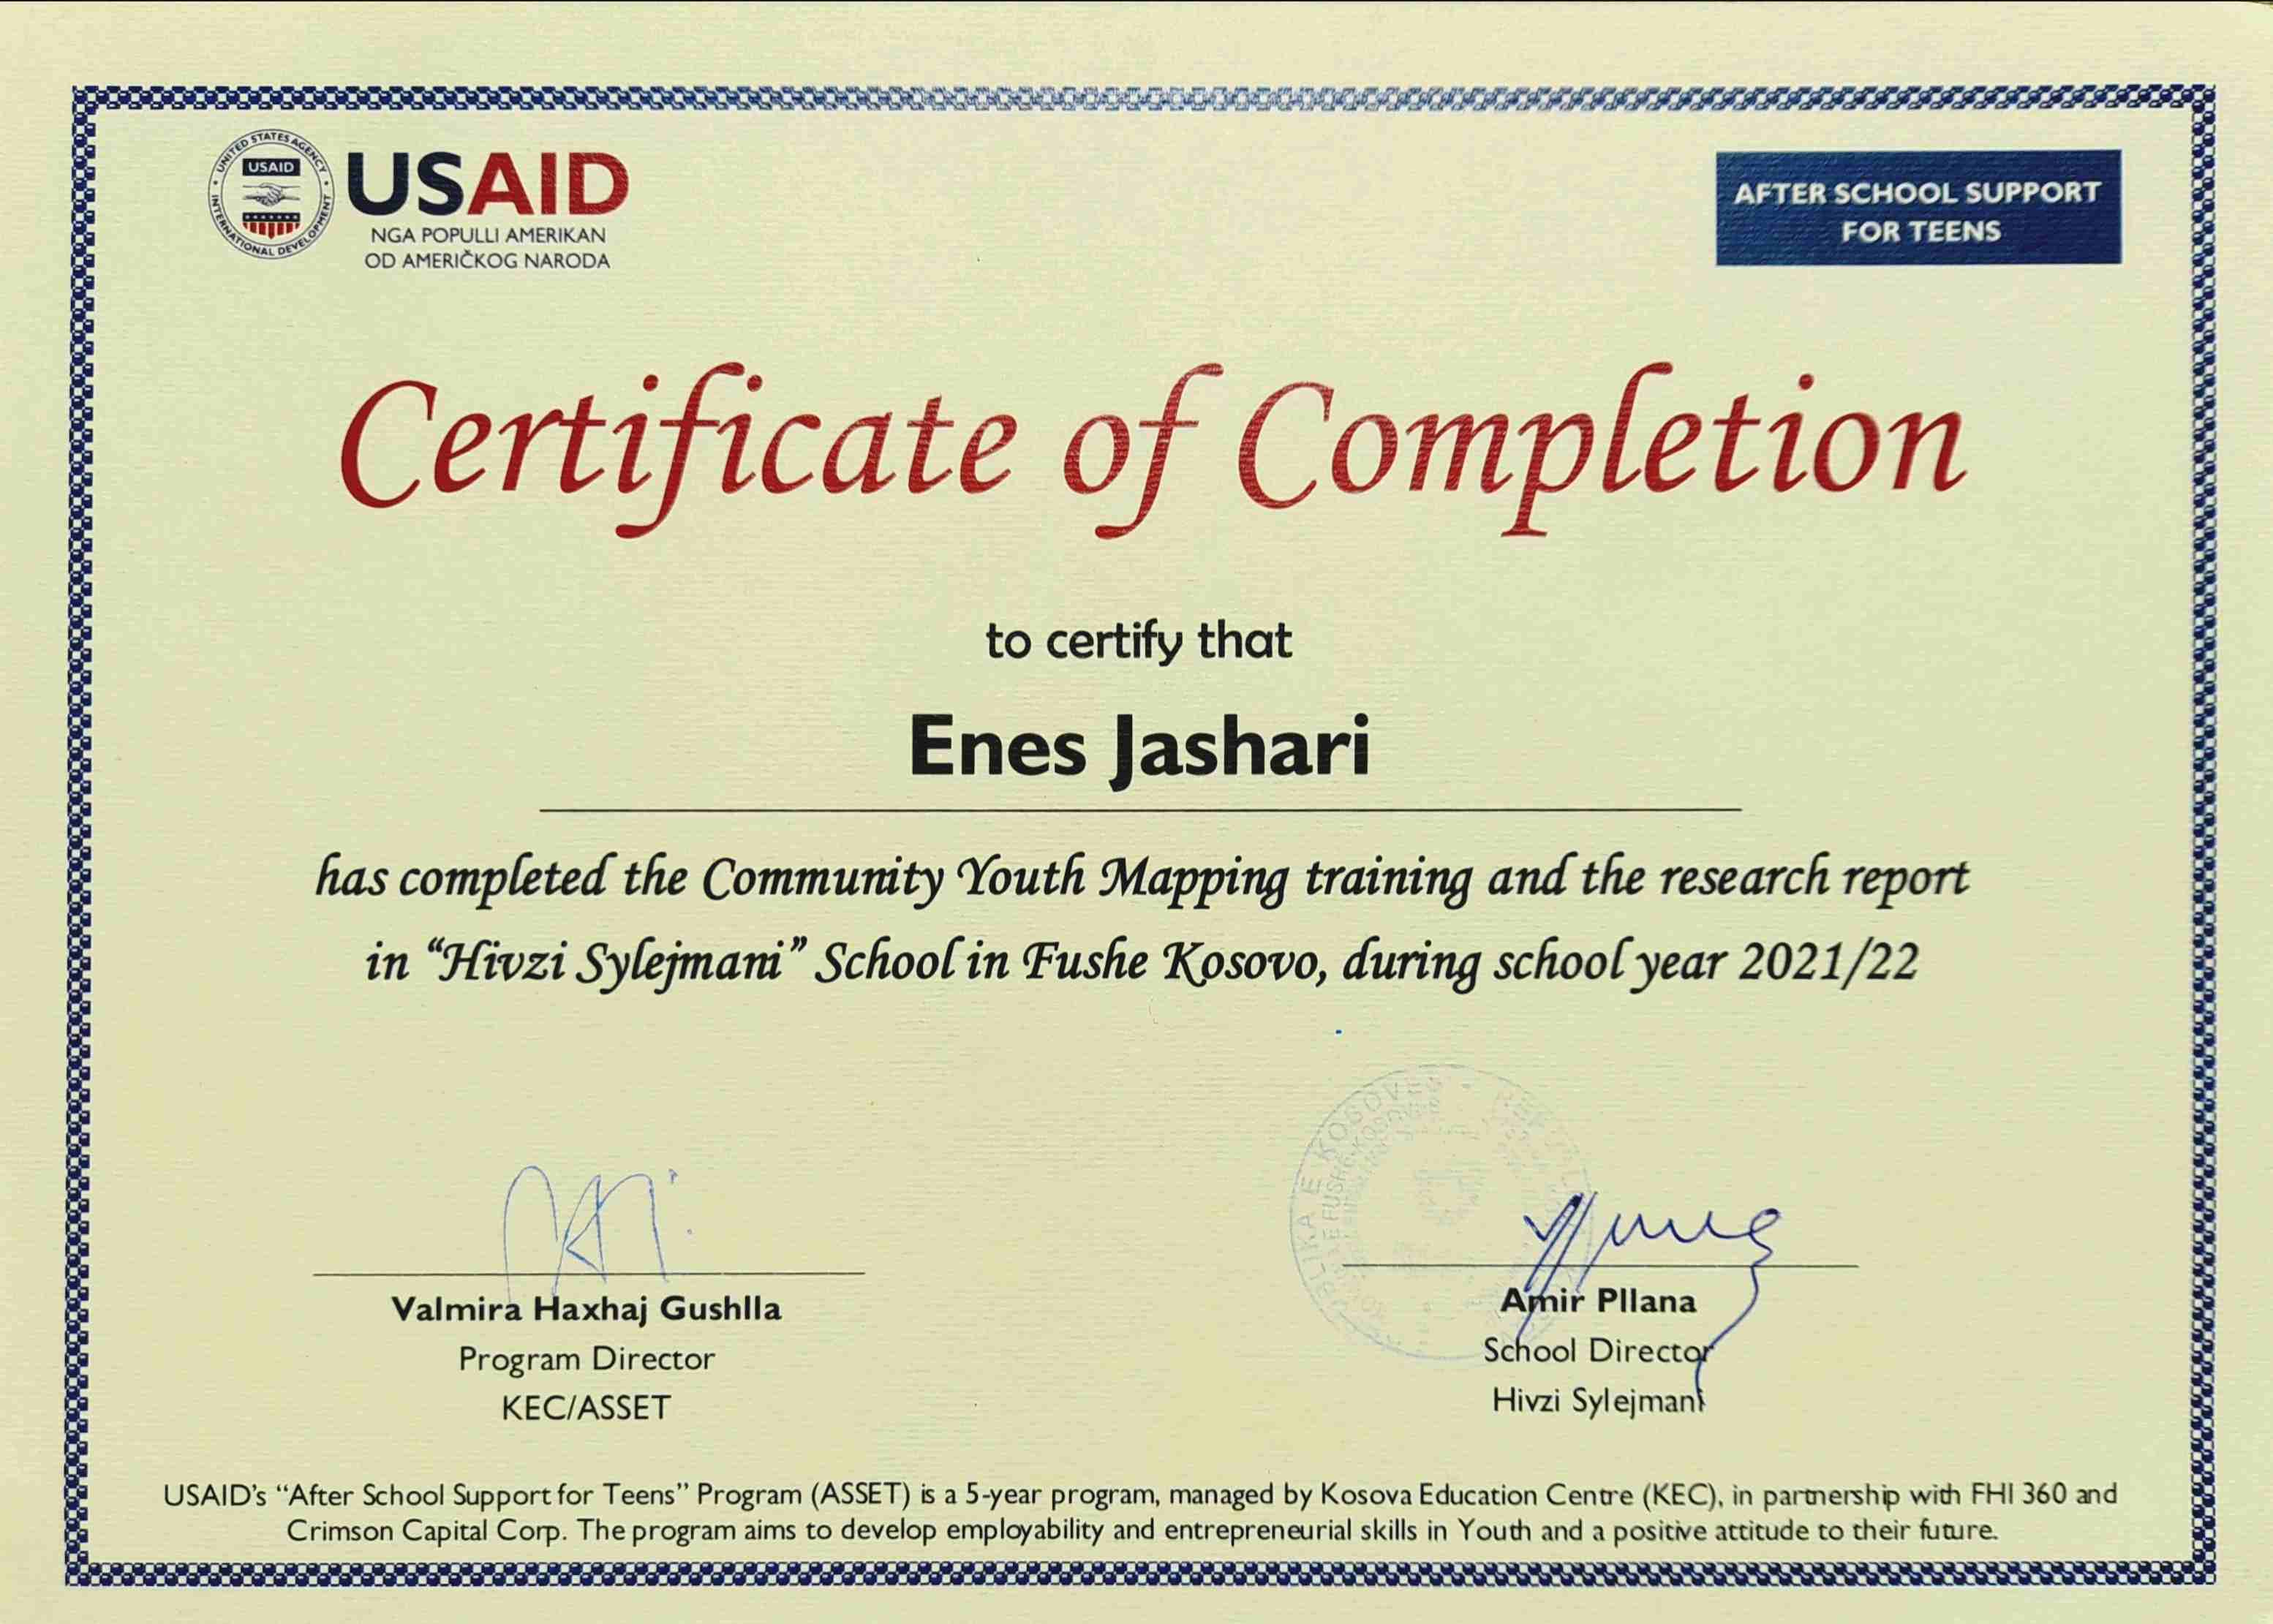 UNITED STATES AGENCY
INTERNATIONAL DEVELOPMENT
USAID
USAID
NGA POPULLI AMERIKAN
OD AMERIČKOG NARODA
AFTER SCHOOL SUPPORT
FOR TEENS
Certificate of Completion
to certify that
Enes Jashari
has completed the Community Youth Mapping training and the research report
in “Hivzi Sylejmani” School in Fushe Kosovo, during school year 2021/22
Valmira Haxhaj Gushlla
Program Director
KEC/ASSET
Amir Pllana
School Director
Hivzi Sylejmani
USAID’s “After School Support for Teens” Program (ASSET) is a 5-year program, managed by Kosova Education Centre (KEC), in partnership with FHI 360 and
Crimson Capital Corp. The program aims to develop employability and entrepreneurial skills in Youth and a positive attitude to their future.